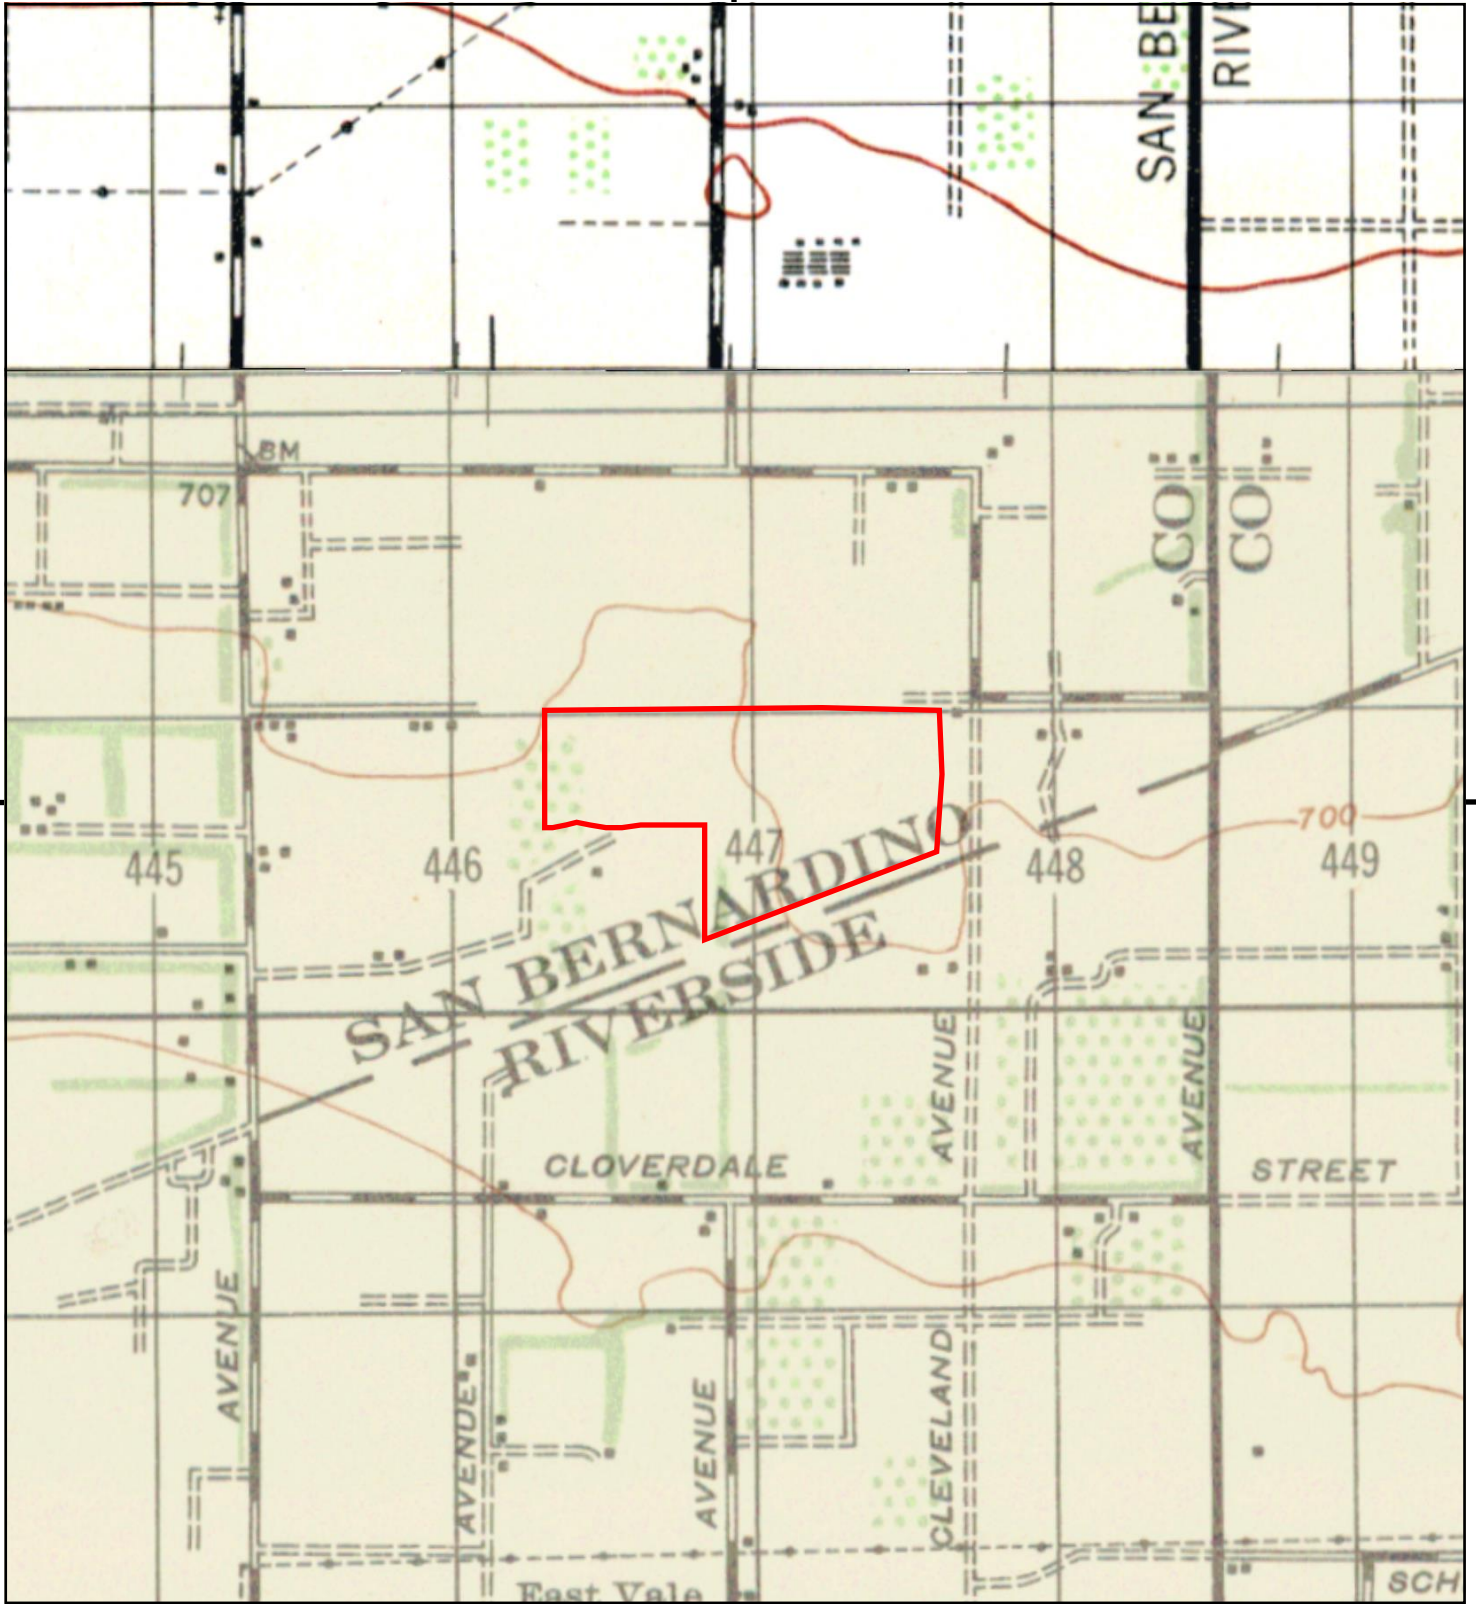 SAN BE
RIVE
BM
707
CO
CO
700
445
446
447
448
449
SAN BERNARDINO
RIVERSIDE
AVENUE
AVENUE
CLOVERDALE
STREET
AVENUE
AVENUE
AVENUE
CLEVELAND
East Vale
SCH